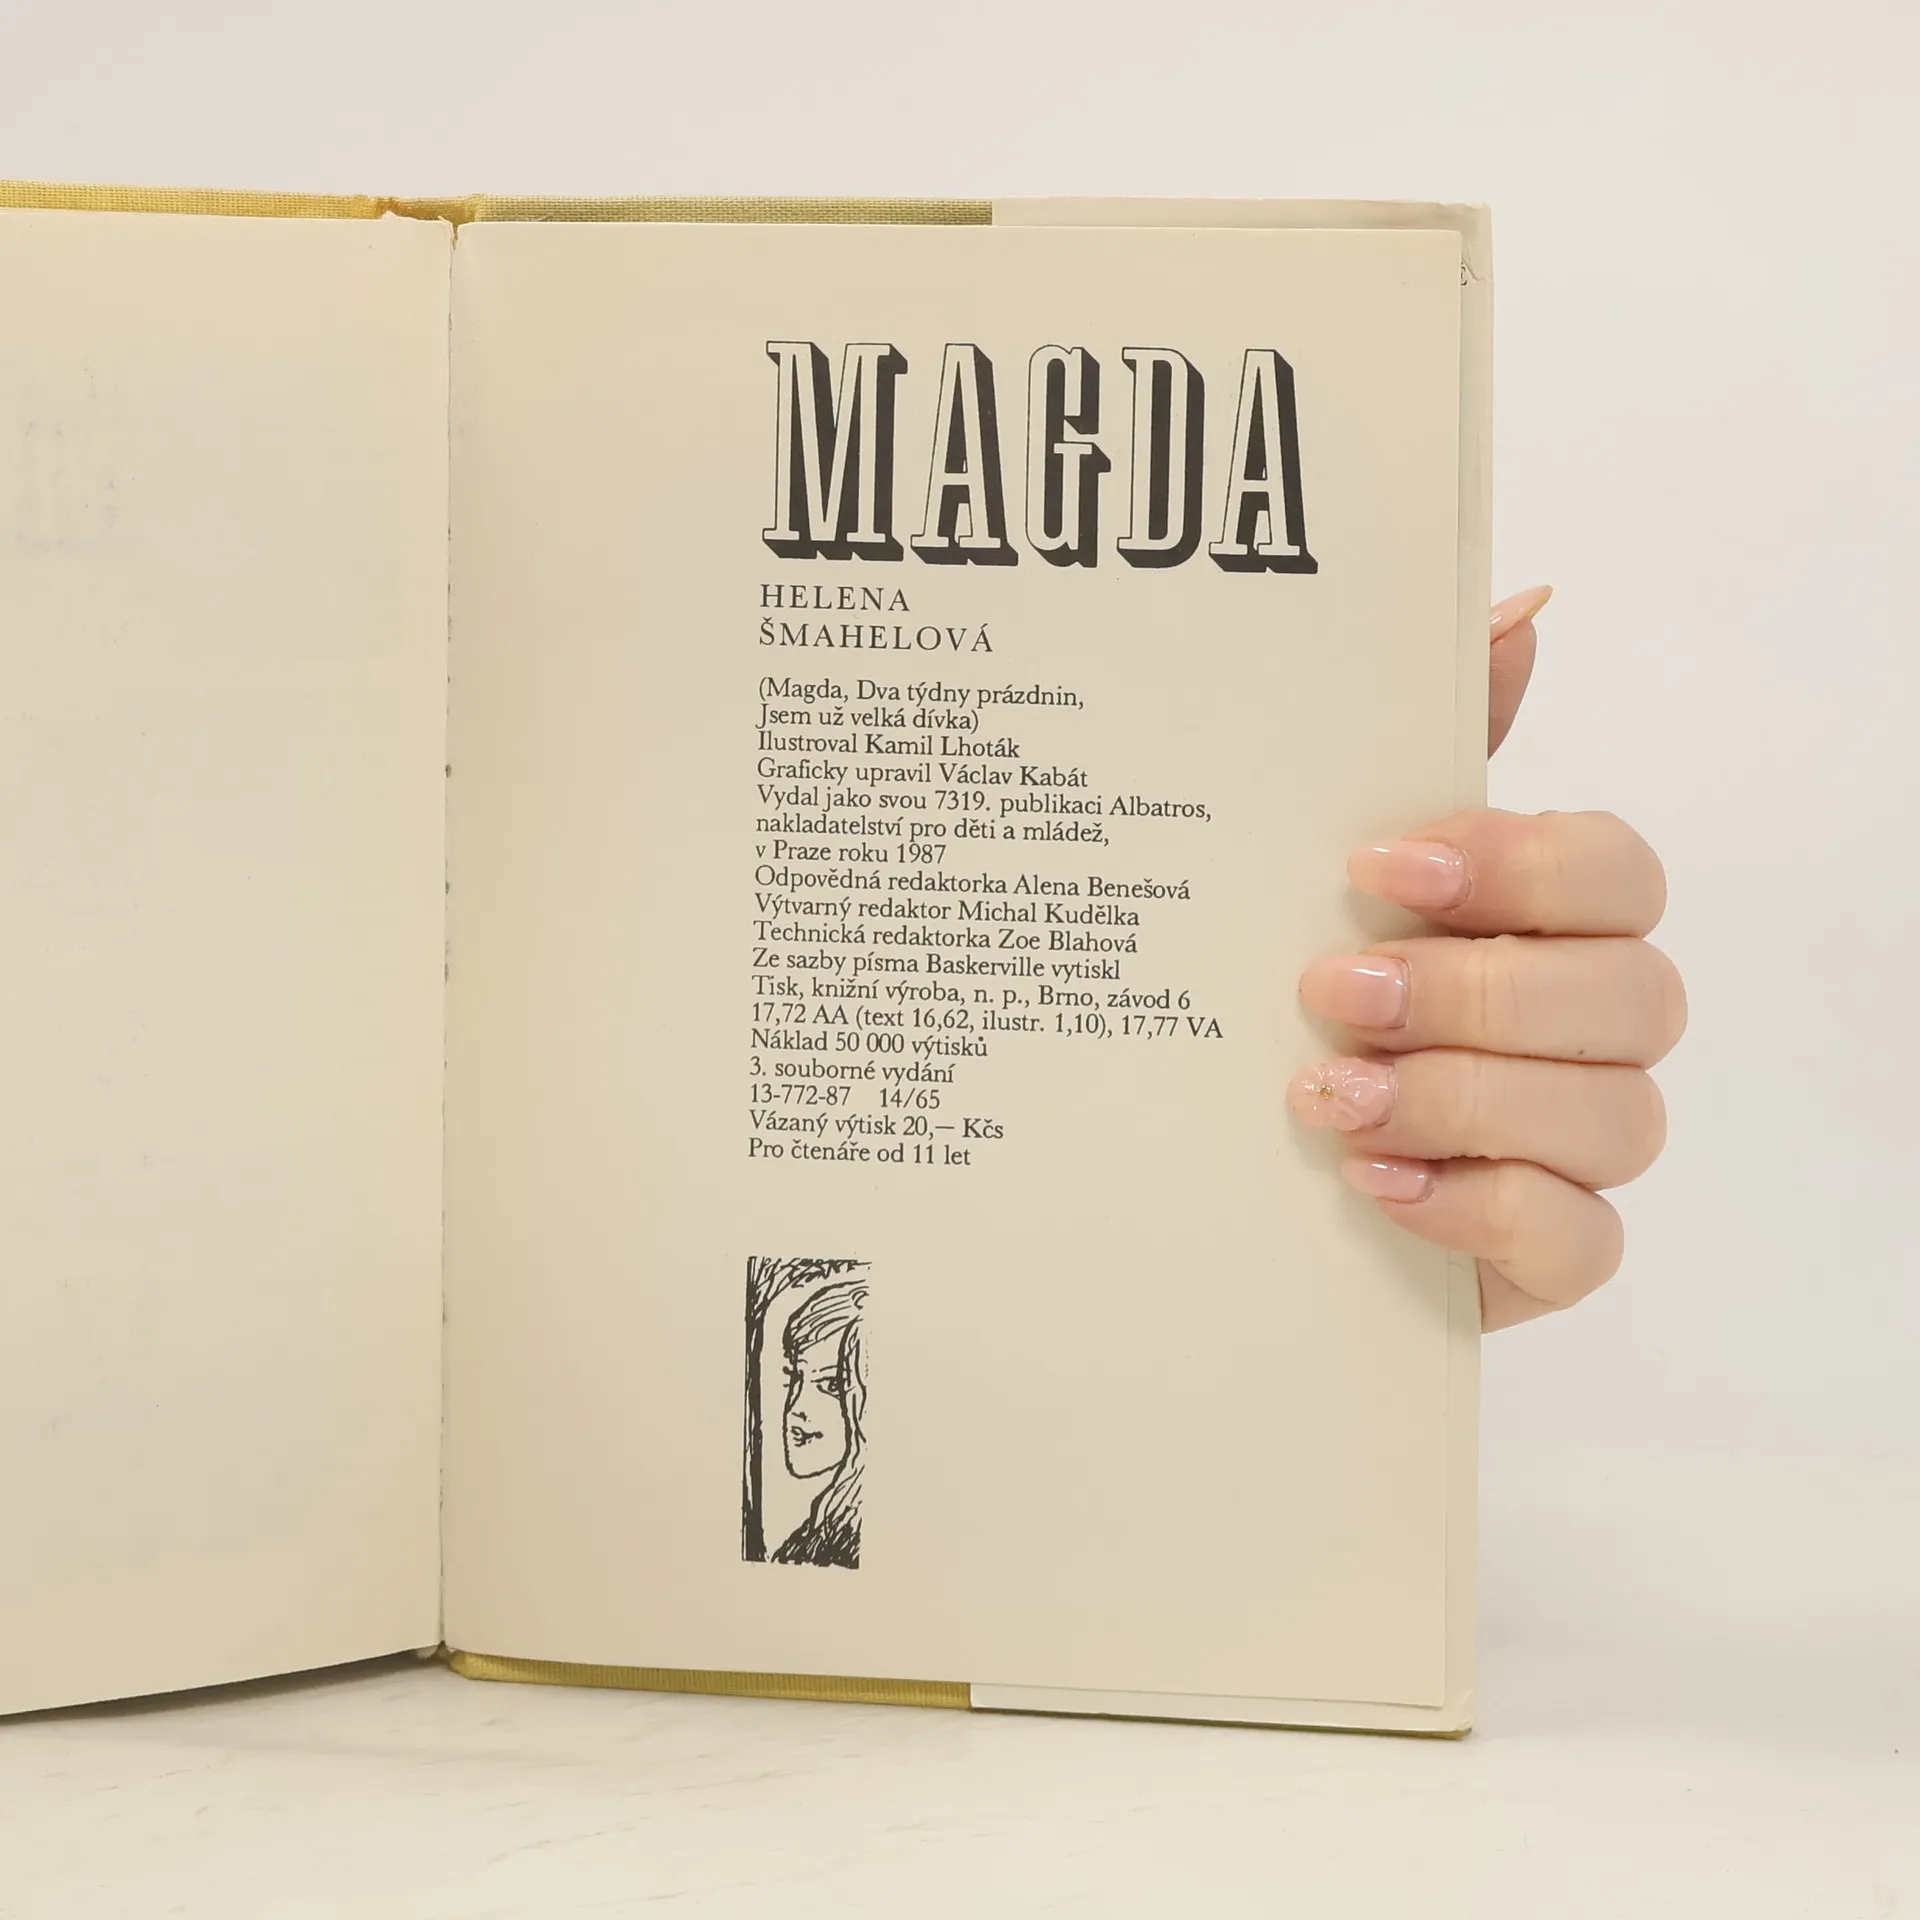 MAGDA
HELENA
ŠMAHELOVÁ
(Magda, Dva týdny prázdnin,
Jsem už velká dívka)
Ilustroval Kamil Lhoták
Graficky upravil Václav Kabát
Vydal jako svou 7319. publikaci Albatros,
nakladatelství pro děti a mládež,
v Praze roku 1987
Odpovědná redaktorka Alena Benešová
Výtvarný redaktor Michal Kudělka
Technická redaktorka Zoe Blahová
Ze sazby písma Baskerville vytiskl
Tisk, knižní výroba, n. p., Brno, závod 6
17,72 AA (text 16,62, ilustr. 1,10), 17,77 VA
Náklad 50 000 výtisků
3. souborné vydání
13-772-87 14/65
Vázaný výtisk 20,— Kčs
Pro čtenáře od 11 let